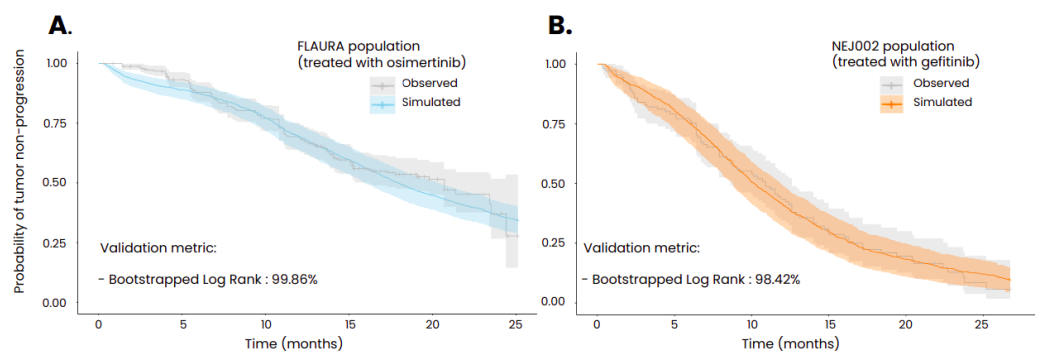 A.
FLAURA population
(treated with osimertinib)
Observed
Simulated
Probability of tumor non-progression
1.00
0.75
0.50
0.25
0.00
Validation metric:
- Bootstrapped Log Rank : 99.86%
0
5
10
15
20
25
Time (months)
B.
NEJ002 population
(treated with gefitinib)
Observed
Simulated
1.00
0.75
0.50
0.25
0.00
Validation metric:
- Bootstrapped Log Rank : 98.42%
0
5
10
15
20
25
Time (months)